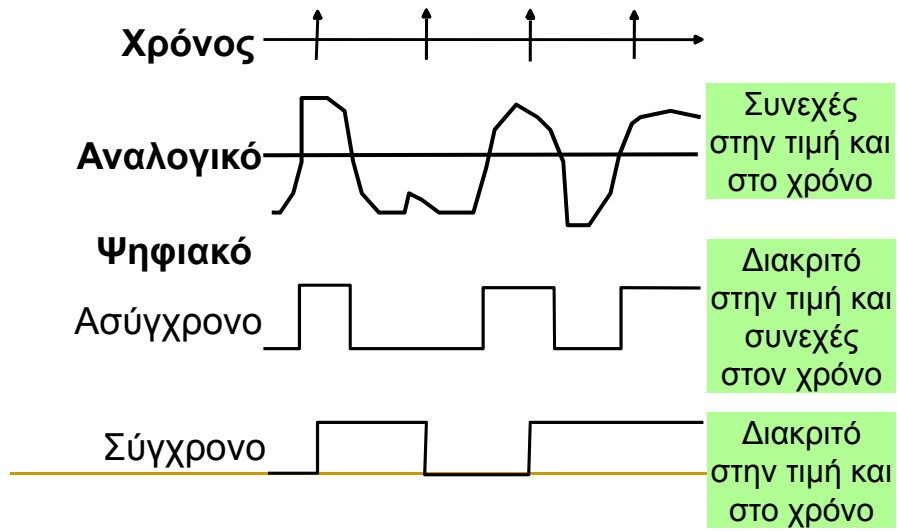 Χρόνος
Αναλογικό
Συνεχές
στην τιμή και
στο χρόνο
Ψηφιακό
Ασύγχρονο
Διακριτό
στην τιμή και
συνεχές
στον χρόνο
Σύγχρονο
Διακριτό
στην τιμή και
στο χρόνο